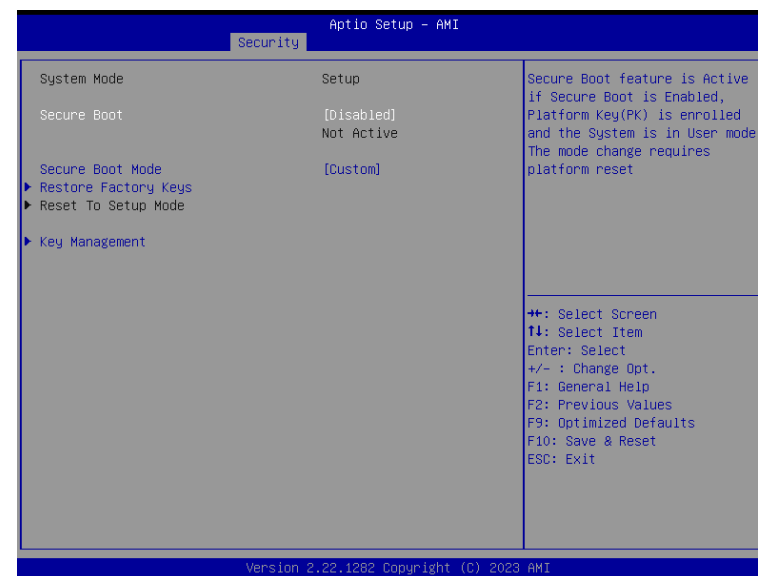 Aptio Setup – AMI
Security
System Mode Setup
Secure Boot [Disabled]
Not Active
Secure Boot Mode [Custom]
▶ Restore Factory Keys
▶ Reset To Setup Mode
▶ Key Management
Secure Boot feature is Active
if Secure Boot is Enabled,
Platform Key(PK) is enrolled
and the System is in User mode
The mode change requires
platform reset
→←: Select Screen
↑↓: Select Item
Enter: Select
+/- : Change Opt.
F1: General Help
F2: Previous Values
F9: Optimized Defaults
F10: Save & Reset
ESC: Exit
Version 2.22.1282 Copyright (C) 2023 AMI